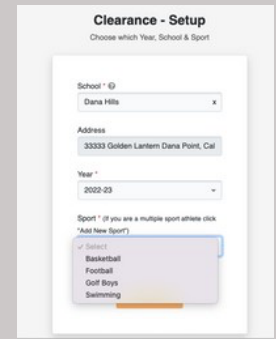 Clearance - Setup
Choose which Year, School & Sport
School *
Dana Hills x
Address
33333 Golden Lantern Dana Point, Cal
Year *
2022-23
Sport * (If you are a multiple sport athlete click
"Add New Sport")
✓ Select
Basketball
Football
Golf Boys
Swimming